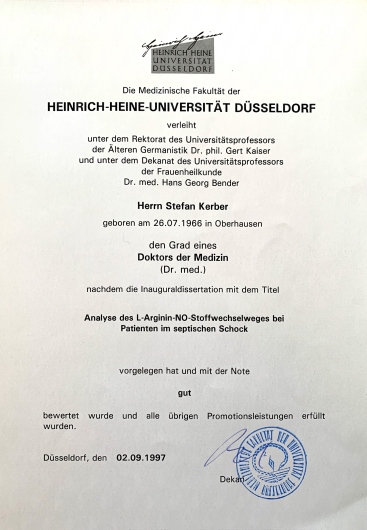 Heinrich Heine
HEINRICH HEINE
UNIVERSITÄT
DÜSSELDORF
Die Medizinische Fakultät der
HEINRICH-HEINE-UNIVERSITÄT DÜSSELDORF
verleiht
unter dem Rektorat des Universitätsprofessors
der Älteren Germanistik Dr. phil. Gert Kaiser
und unter dem Dekanat des Universitätsprofessors
der Frauenheilkunde
Dr. med. Hans Georg Bender
Herrn Stefan Kerber
geboren am 26.07.1966 in Oberhausen
den Grad eines
Doktors der Medizin
(Dr. med.)
nachdem die Inauguraldissertation mit dem Titel
Analyse des L-Arginin-NO-Stoffwechselweges bei
Patienten im septischen Schock
vorgelegen hat und mit der Note
gut
bewertet wurde und alle übrigen Promotionsleistungen erfüllt
wurden.
Düsseldorf, den 02.09.1997
Dekan